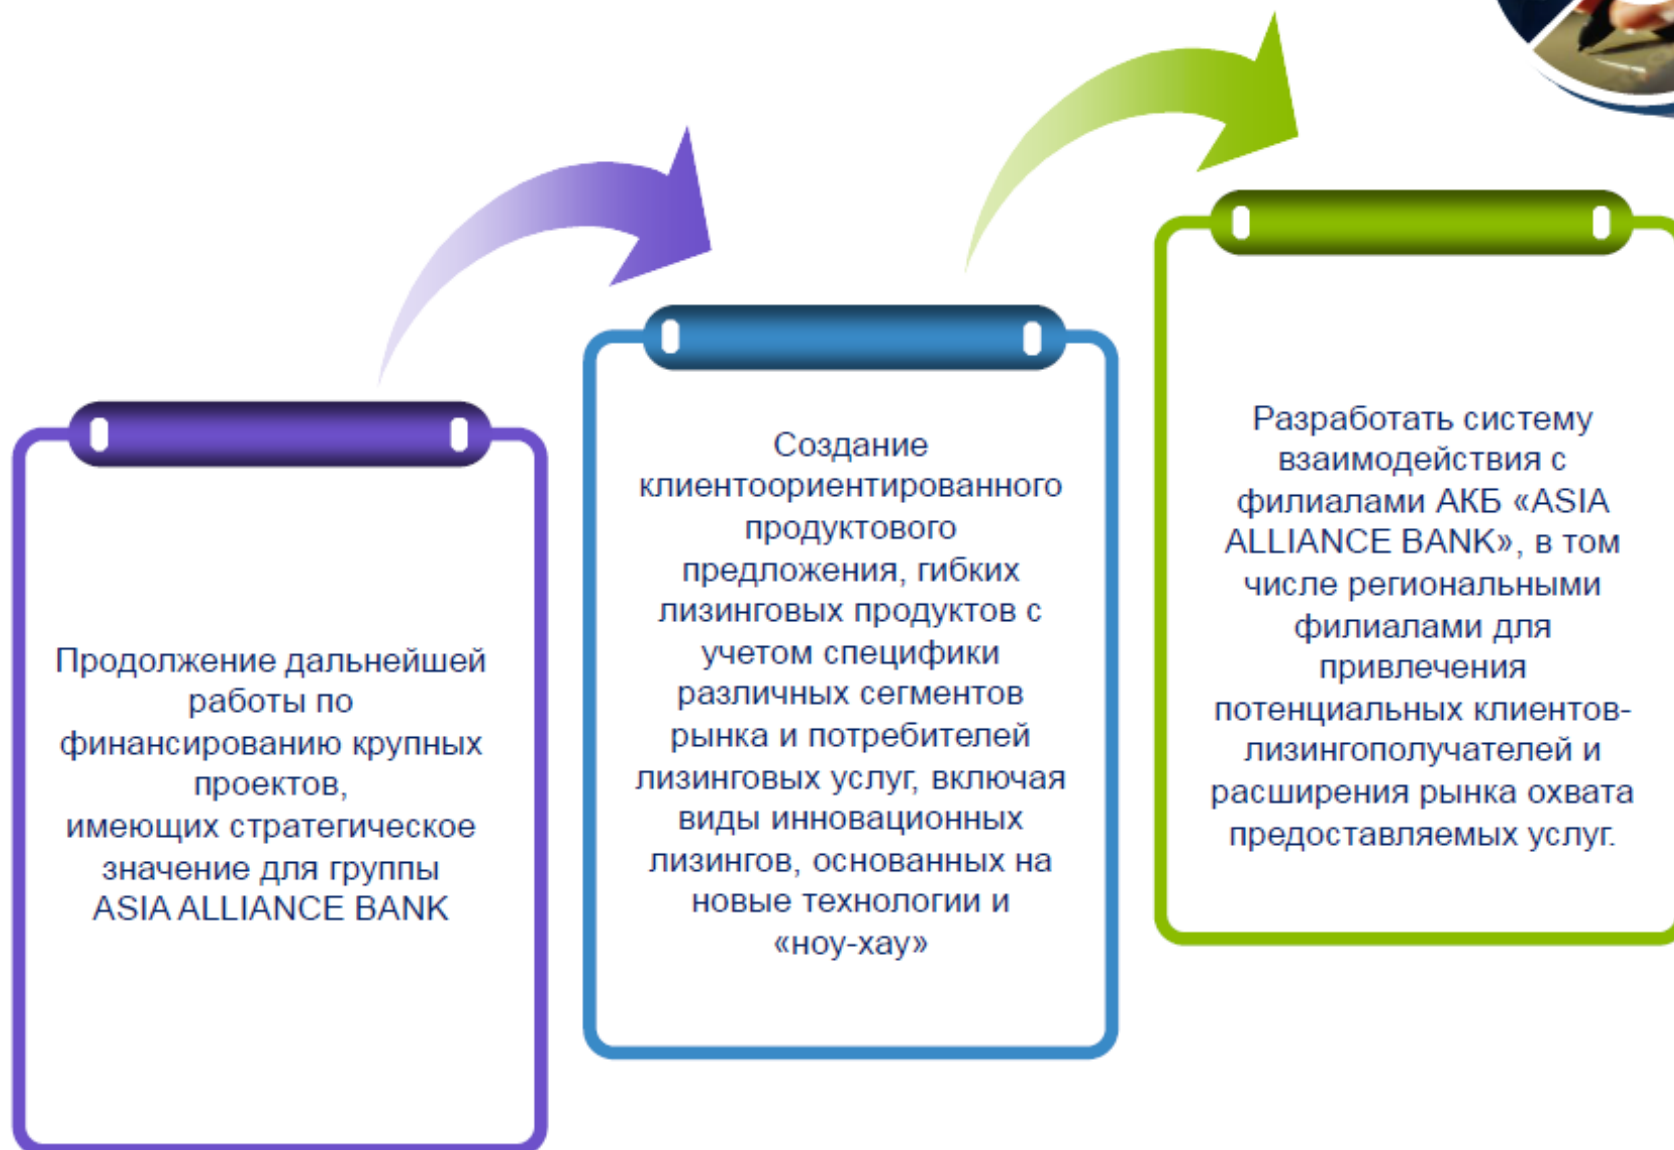 Продолжение дальнейшей
работы по
финансированию крупных
проектов,
имеющих стратегическое
значение для группы
ASIA ALLIANCE BANK
Создание
клиентоориентированного
продуктового
предложения, гибких
лизинговых продуктов с
учетом специфики
различных сегментов
рынка и потребителей
лизинговых услуг, включая
виды инновационных
лизингов, основанных на
новые технологии и
«ноу-хау»
Разработать систему
взаимодействия с
филиалами АКБ «ASIA
ALLIANCE BANK», в том
числе региональными
филиалами для
привлечения
потенциальных клиентов-
лизингополучателей и
расширения рынка охвата
предоставляемых услуг.